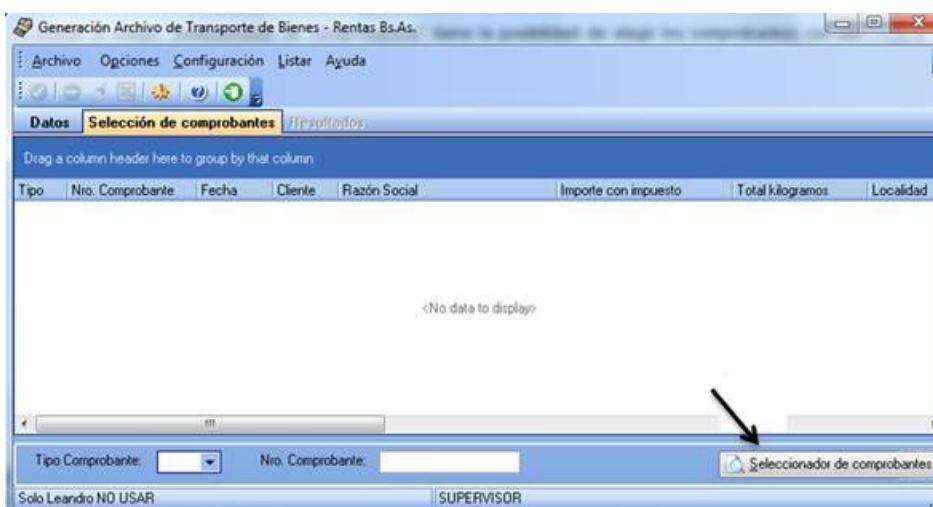 Generación Archivo de Transporte de Bienes - Rentas Bs.As.
Archivo Opciones Configuración Listar Ayuda
Datos Selección de comprobantes Resultados
Drag a column header here to group by that column
Tipo Nro. Comprobante Fecha Cliente Razón Social Importe con impuesto Total kilogramos Localidad
<No data to display>
Tipo Comprobante: Nro. Comprobante: Seleccionador de comprobantes
Solo Leandro NO USAR SUPERVISOR